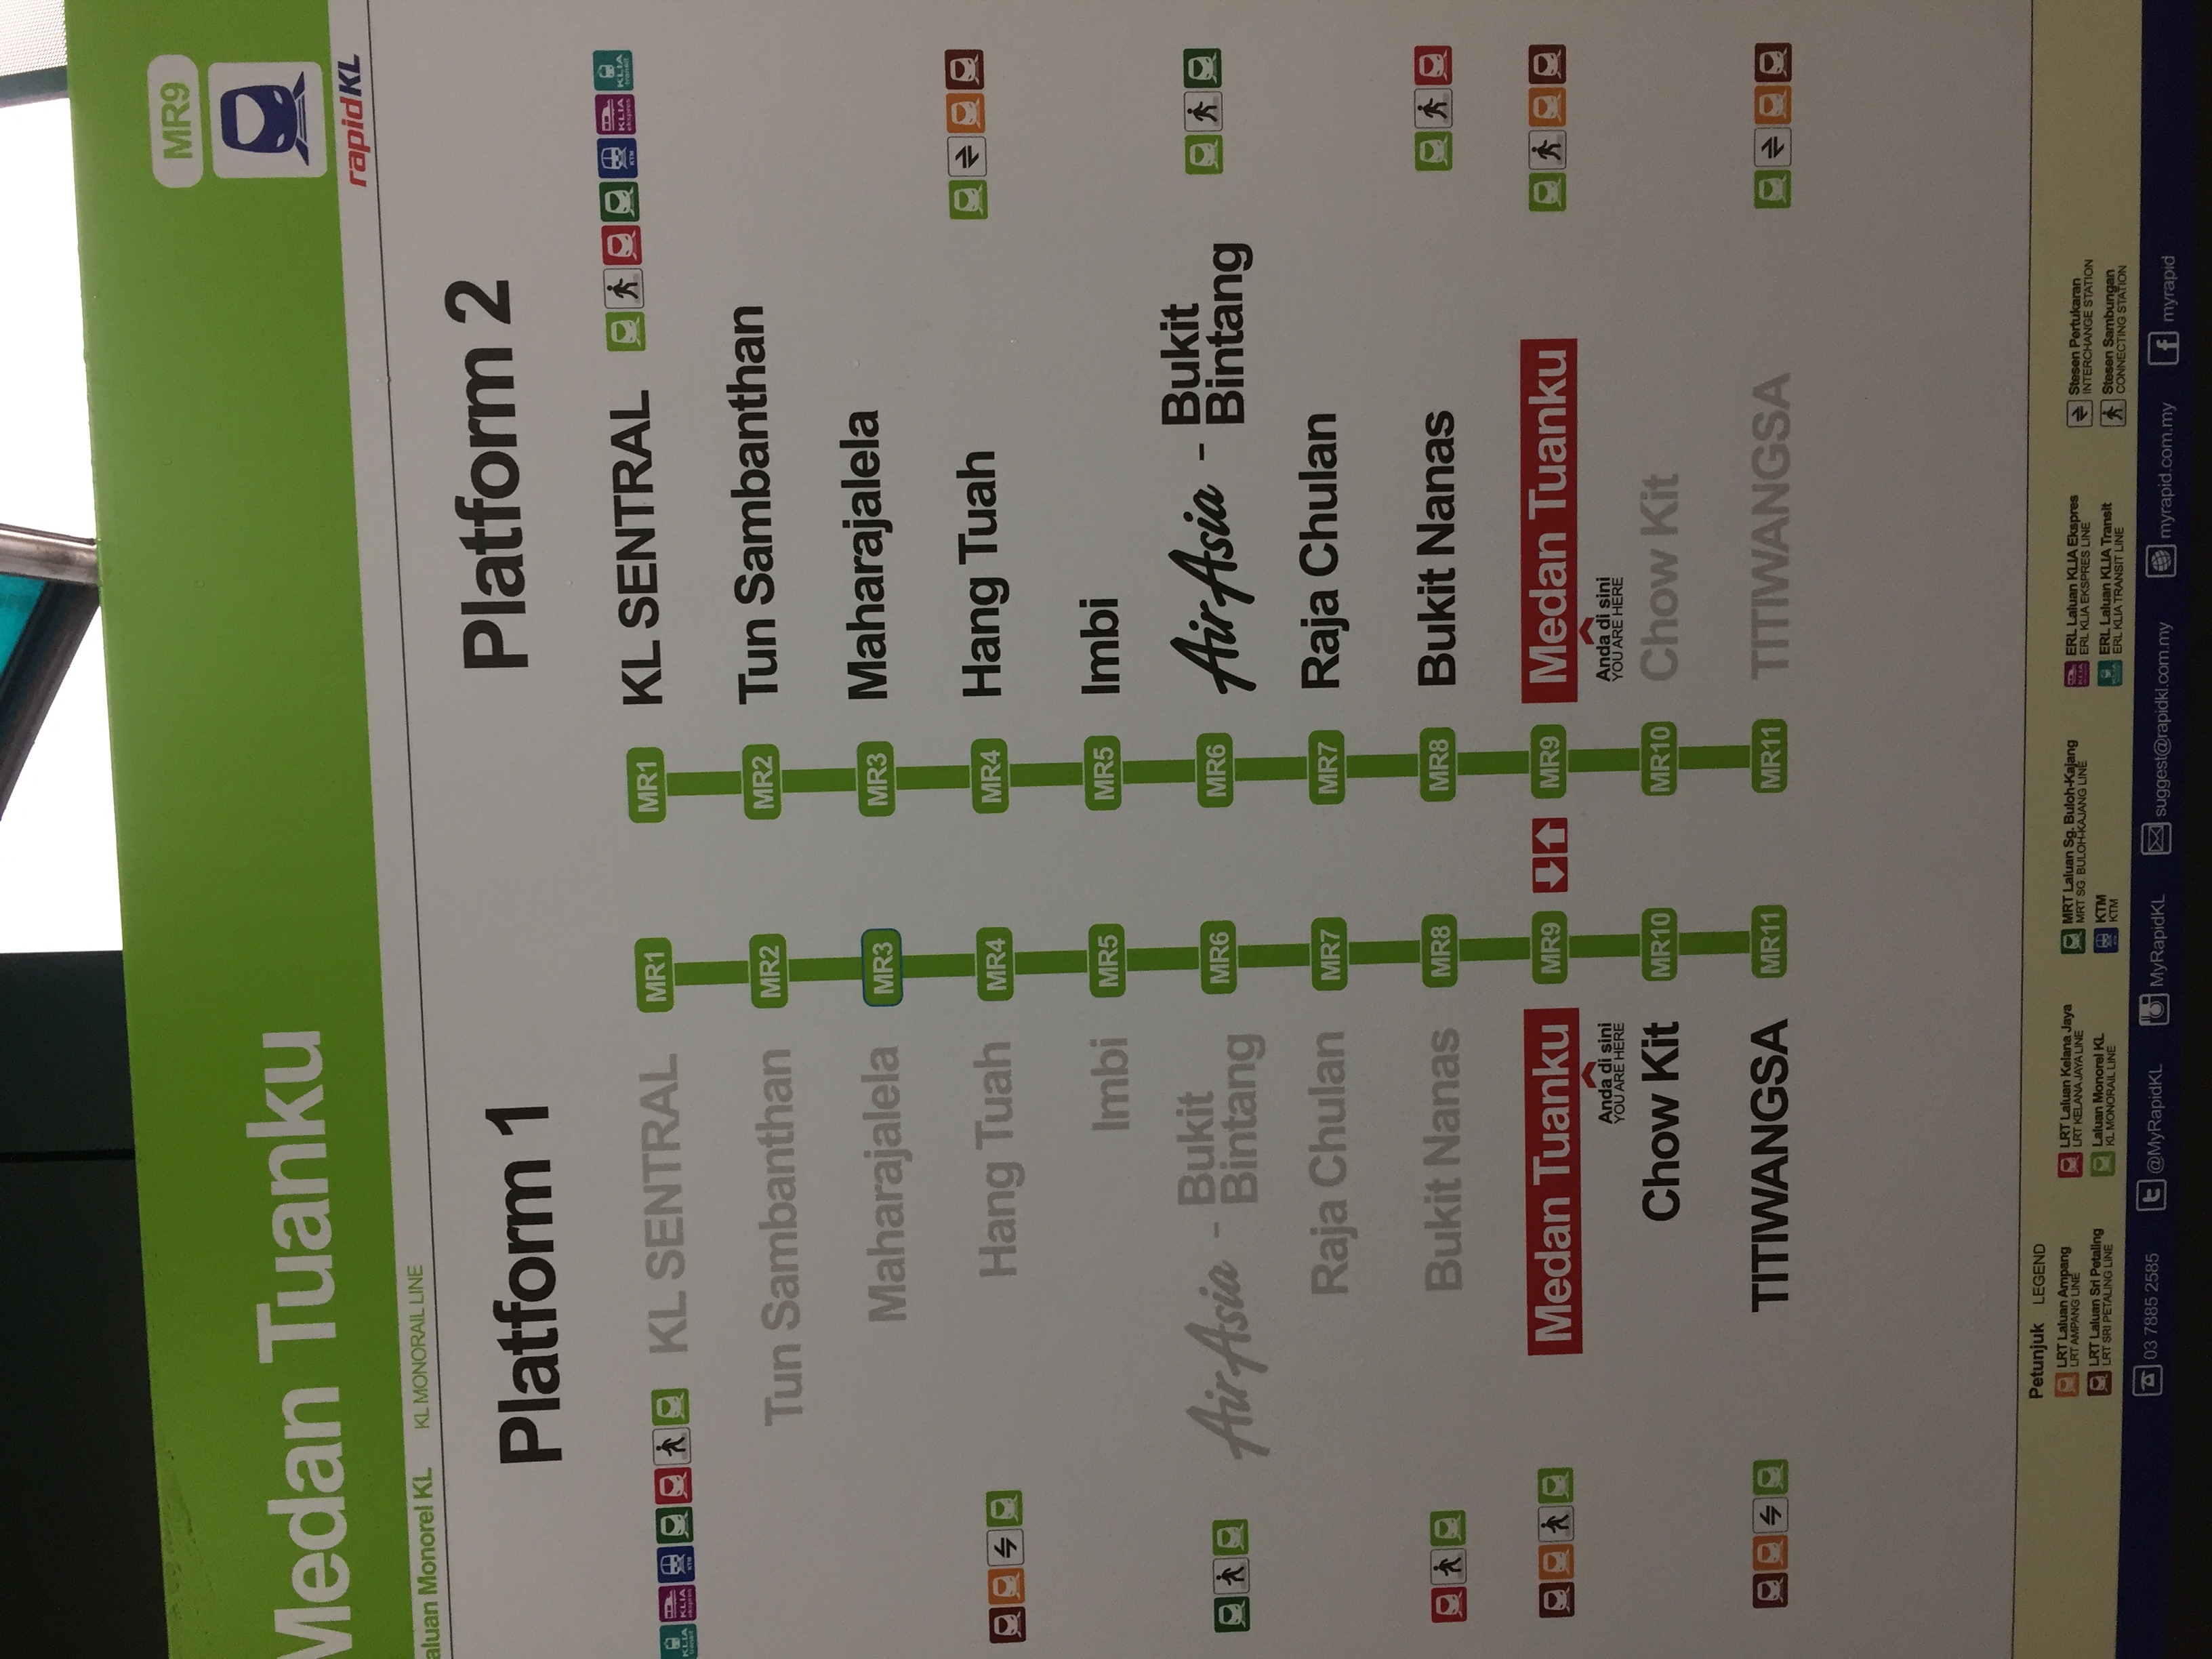 MR9
Medan Tuanku
rapidKL
aluan Monorel KL KL MONORAIL LINE
Platform 1
KLIA transit KLIA ekspres KTM KL SENTRAL MR1
Tun Sambanthan MR2
Maharajalela MR3
Hang Tuah MR4
Imbi MR5
AirAsia - Bukit Bintang MR6
Raja Chulan MR7
Bukit Nanas MR8
Medan Tuanku MR9
Anda di sini
YOU ARE HERE
Chow Kit MR10
TITIWANGSA MR11
Platform 2
MR1 KL SENTRAL KTM KLIA ekspres KLIA transit
MR2 Tun Sambanthan
MR3 Maharajalela
MR4 Hang Tuah
MR5 Imbi
MR6 AirAsia - Bukit Bintang
MR7 Raja Chulan
MR8 Bukit Nanas
MR9 Medan Tuanku
Anda di sini
YOU ARE HERE
MR10 Chow Kit
MR11 TITIWANGSA
Petunjuk LEGEND
LRT Laluan Ampang
LRT AMPANG LINE
LRT Laluan Sri Petaling
LRT SRI PETALING LINE
LRT Laluan Kelana Jaya
LRT KELANA JAYA LINE
Laluan Monorel KL
KL MONORAIL LINE
MRT Laluan Sg. Buloh-Kajang
MRT SG. BULOH-KAJANG LINE
KTM
KTM
ERL Laluan KLIA Ekspres
ERL KLIA EKSPRES LINE
ERL Laluan KLIA Transit
ERL KLIA TRANSIT LINE
Stesen Pertukaran
INTERCHANGE STATION
Stesen Sambungan
CONNECTING STATION
03 7885 2585 @MyRapidKL MyRapidKL suggest@rapidkl.com.my myrapid.com.my myrapid